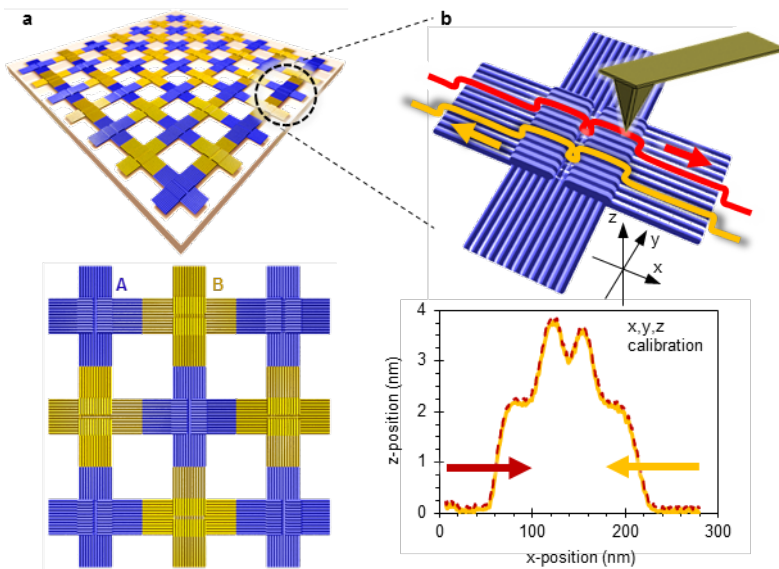 a
b
z
y
x
A
B
x,y,z
calibration
4
3
2
1
0
z-position (nm)
0
100
200
300
x-position (nm)